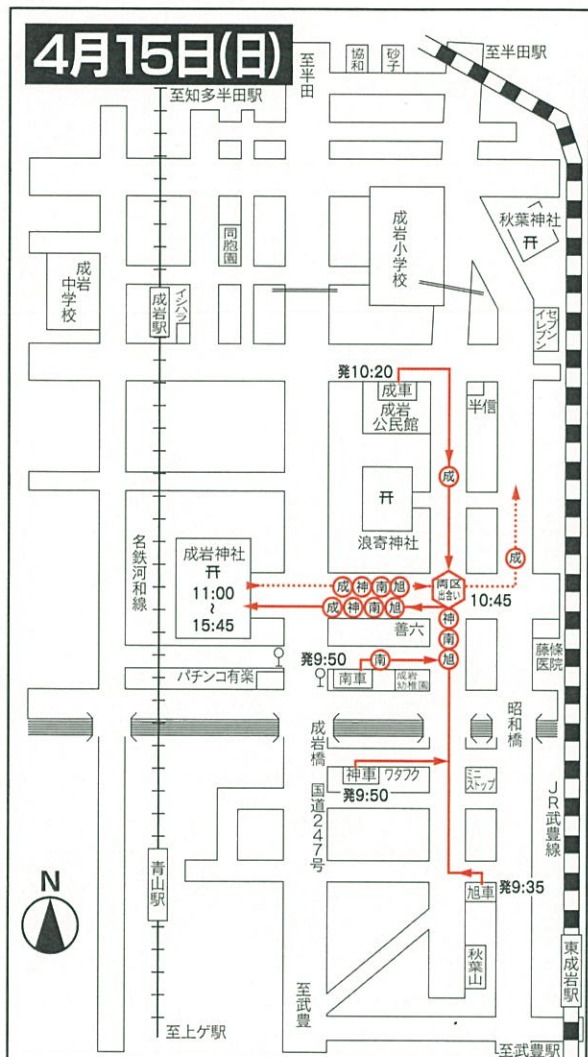 4月15日(日)
至半田
協和
砂子
至半田駅
至知多半田駅
秋葉神社
成岩小学校
同胞園
成岩中学校
成岩駅
イシハラ
セブンイレブン
発10:20
成車
成岩公民館
半信
成
浪寄神社
名鉄河和線
成岩神社
11:00
~
15:45
成神南旭
両区出合い
10:45
成
成神南旭
善六
神
南
旭
藤條医院
発9:50
南
パチンコ有楽
南車
成岩幼稚園
昭和橋
成岩橋
神車
ワタフク
発9:50
ミニストップ
国道247号
JR武豊線
青山駅
旭車
発9:35
N
秋葉山
東成岩駅
至武豊
至上ゲ駅
至武豊駅